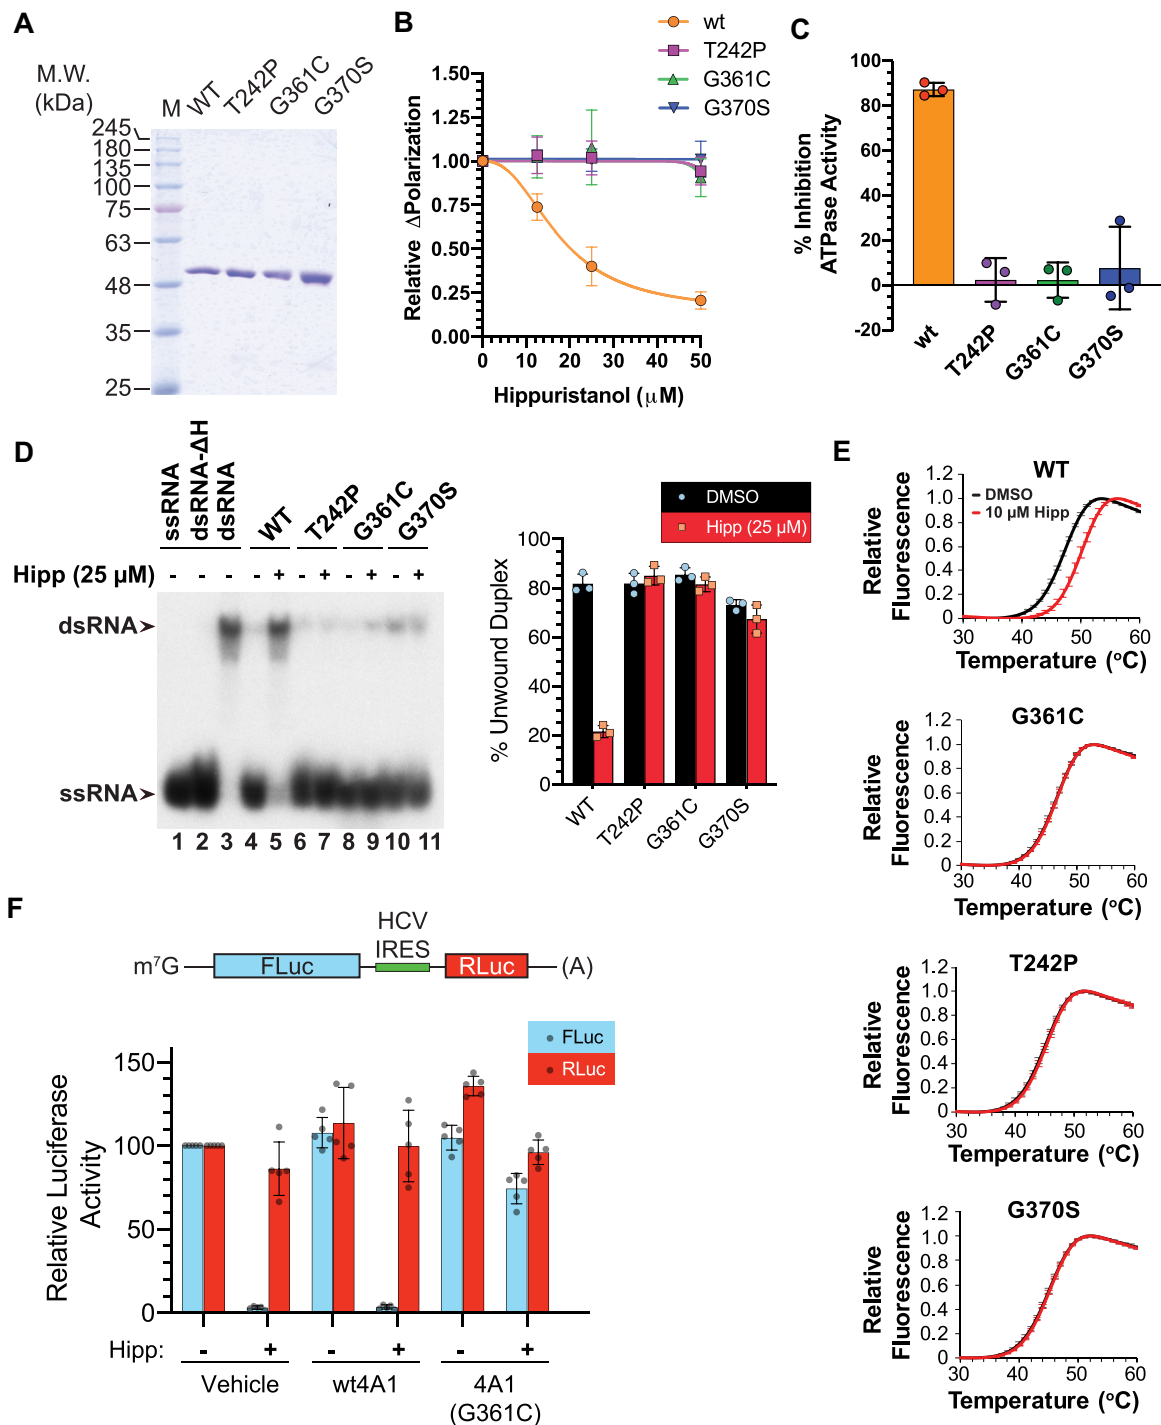 A
M.W.
(kDa)
M
WT
T242P
G361C
G370S
245
180
135
100
75
63
48
35
25
B
wt
T242P
G361C
G370S
Relative ΔPolarization
1.50
1.25
1.00
0.75
0.50
0.25
0.00
0 10 20 30 40 50
Hippuristanol (μM)
C
% Inhibition
ATPase Activity
100
80
60
40
20
0
-20
wt
T242P
G361C
G370S
D
ssRNA
dsRNA-ΔH
dsRNA
WT
T242P
G361C
G370S
Hipp (25 μM) - - - - + - + - + - +
dsRNA
ssRNA
1 2 3 4 5 6 7 8 9 10 11
DMSO
Hipp (25 μM)
% Unwound Duplex
100
80
60
40
20
0
WT
T242P
G361C
G370S
E
WT
DMSO
10 μM Hipp
Relative
Fluorescence
1.2
1.0
0.8
0.6
0.4
0.2
0
30 40 50 60
Temperature (°C)
G361C
Relative
Fluorescence
1.2
1.0
0.8
0.6
0.4
0.2
0
30 40 50 60
Temperature (°C)
T242P
Relative
Fluorescence
1.2
1.0
0.8
0.6
0.4
0.2
0
30 40 50 60
Temperature (°C)
G370S
Relative
Fluorescence
1.2
1.0
0.8
0.6
0.4
0.2
0
30 40 50 60
Temperature (°C)
F
HCV
IRES
m⁷G FLuc RLuc (A)
FLuc
RLuc
Relative Luciferase
Activity
150
100
50
0
Hipp: - + - + - +
Vehicle wt4A1 4A1
(G361C)